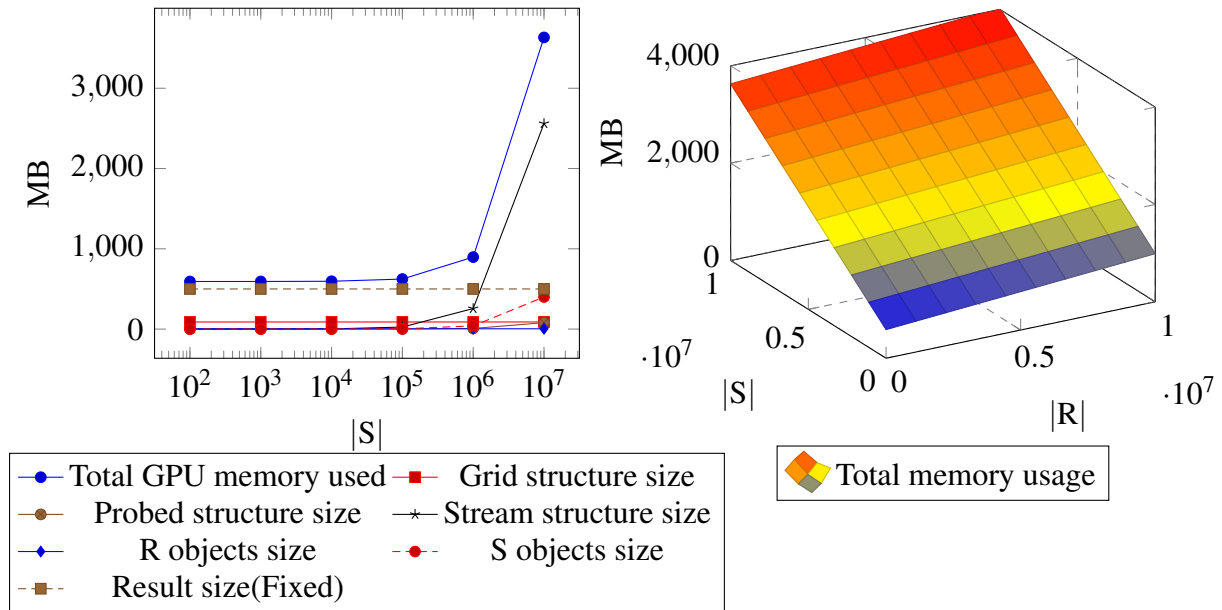 MB
3,000
2,000
1,000
0
10^2 10^3 10^4 10^5 10^6 10^7
|S|
Total GPU memory used Grid structure size
Probed structure size Stream structure size
R objects size S objects size
Result size(Fixed)
MB
4,000
2,000
0
1
0.5
0
·10^7
|S|
0
0.5
1
·10^7
|R|
Total memory usage